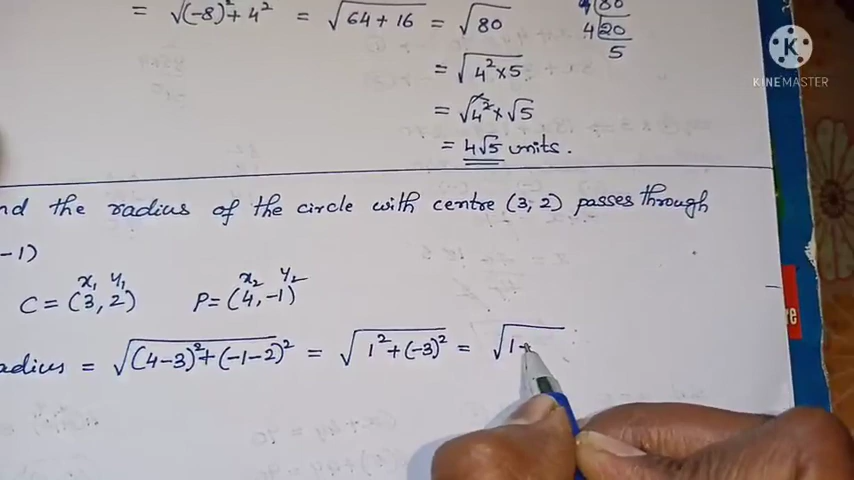 = √(-8)²+4² = √64+16 = √80
4 80
4 20
5
= √4²×5
= √4²×√5
= 4√5 units.
KINEMASTER
nd the radius of the circle with centre (3,2) passes through
-1)
x₁ y₁ x₂ y₂
C = (3, 2) P = (4, -1)
adius = √(4-3)²+(-1-2)² = √1²+(-3)² = √1+